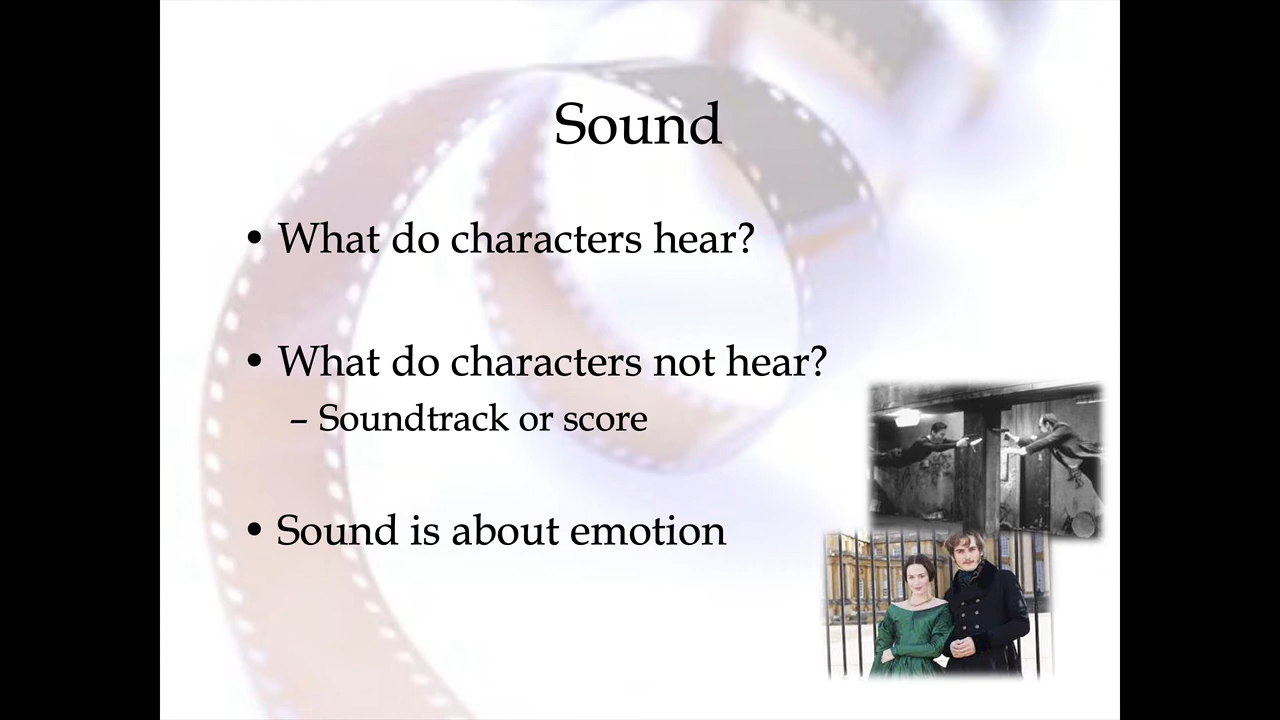 Sound
• What do characters hear?
• What do characters not hear?
– Soundtrack or score
• Sound is about emotion